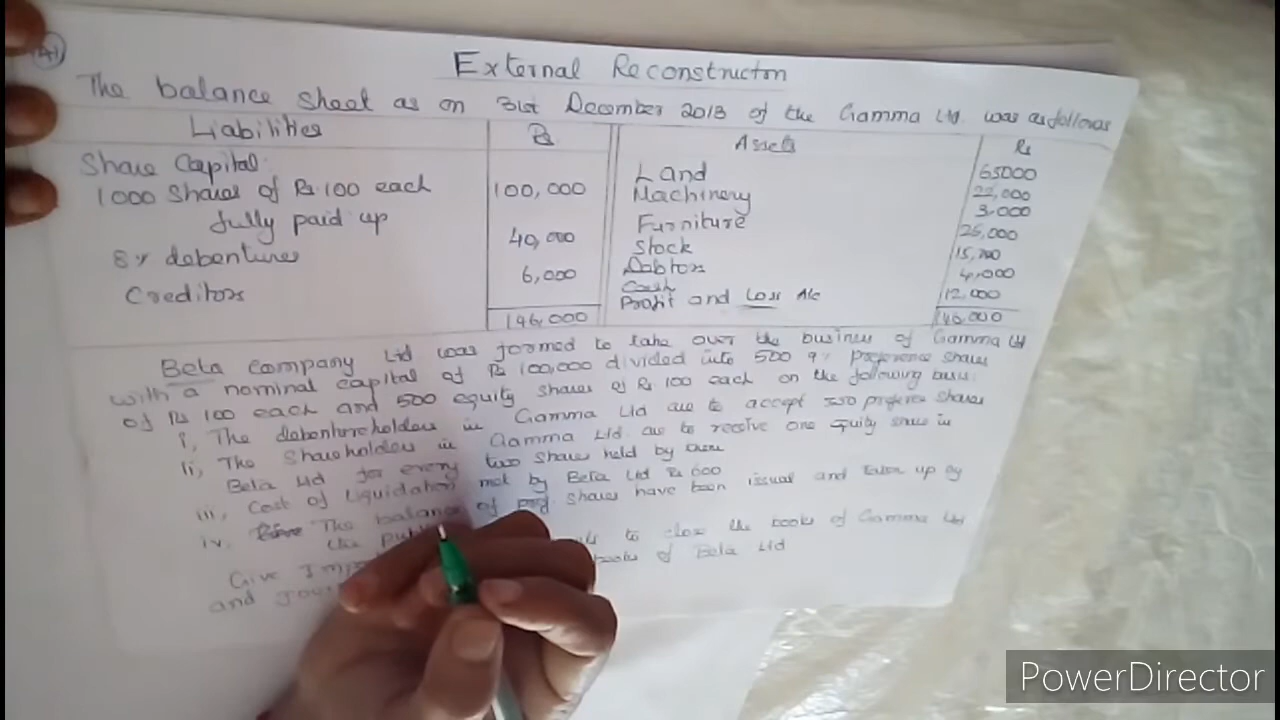 41
External Reconstructon
The balance sheet as on 31st December 2013 of the Gamma Ltd. was as follows
Liabilities Rs Assets Rs
Share Capital: Land 65000
1000 Shares of Rs.100 each 100,000 Machinery 22,000
fully paid up Furniture 3,000
8% debentures 40,000 Stock 25,000
Creditors 6,000 Debtors
Cash 4,000
Profit and Loss A/c 12,000
146,000 146,000
Beta Company Ltd was formed to take over the business of Gamma Ltd
with a nominal capital of Rs 100,000 divided into 500 9% preference shares
of Rs 100 each and 500 equity shares of Rs 100 each on the following basis.
i, The debentureholders in Gamma Ltd are to accept preference shares
ii, The Shareholders in Gamma Ltd. are to receive one equity share in
Beta Ltd for every two shares held by them
iii, Cost of liquidation met by Beta Ltd Rs 600
iv. The balance of pref. shares have been issued and taken up by
the
Give to close the books of Gamma Ltd
and books of Beta Ltd
PowerDirector